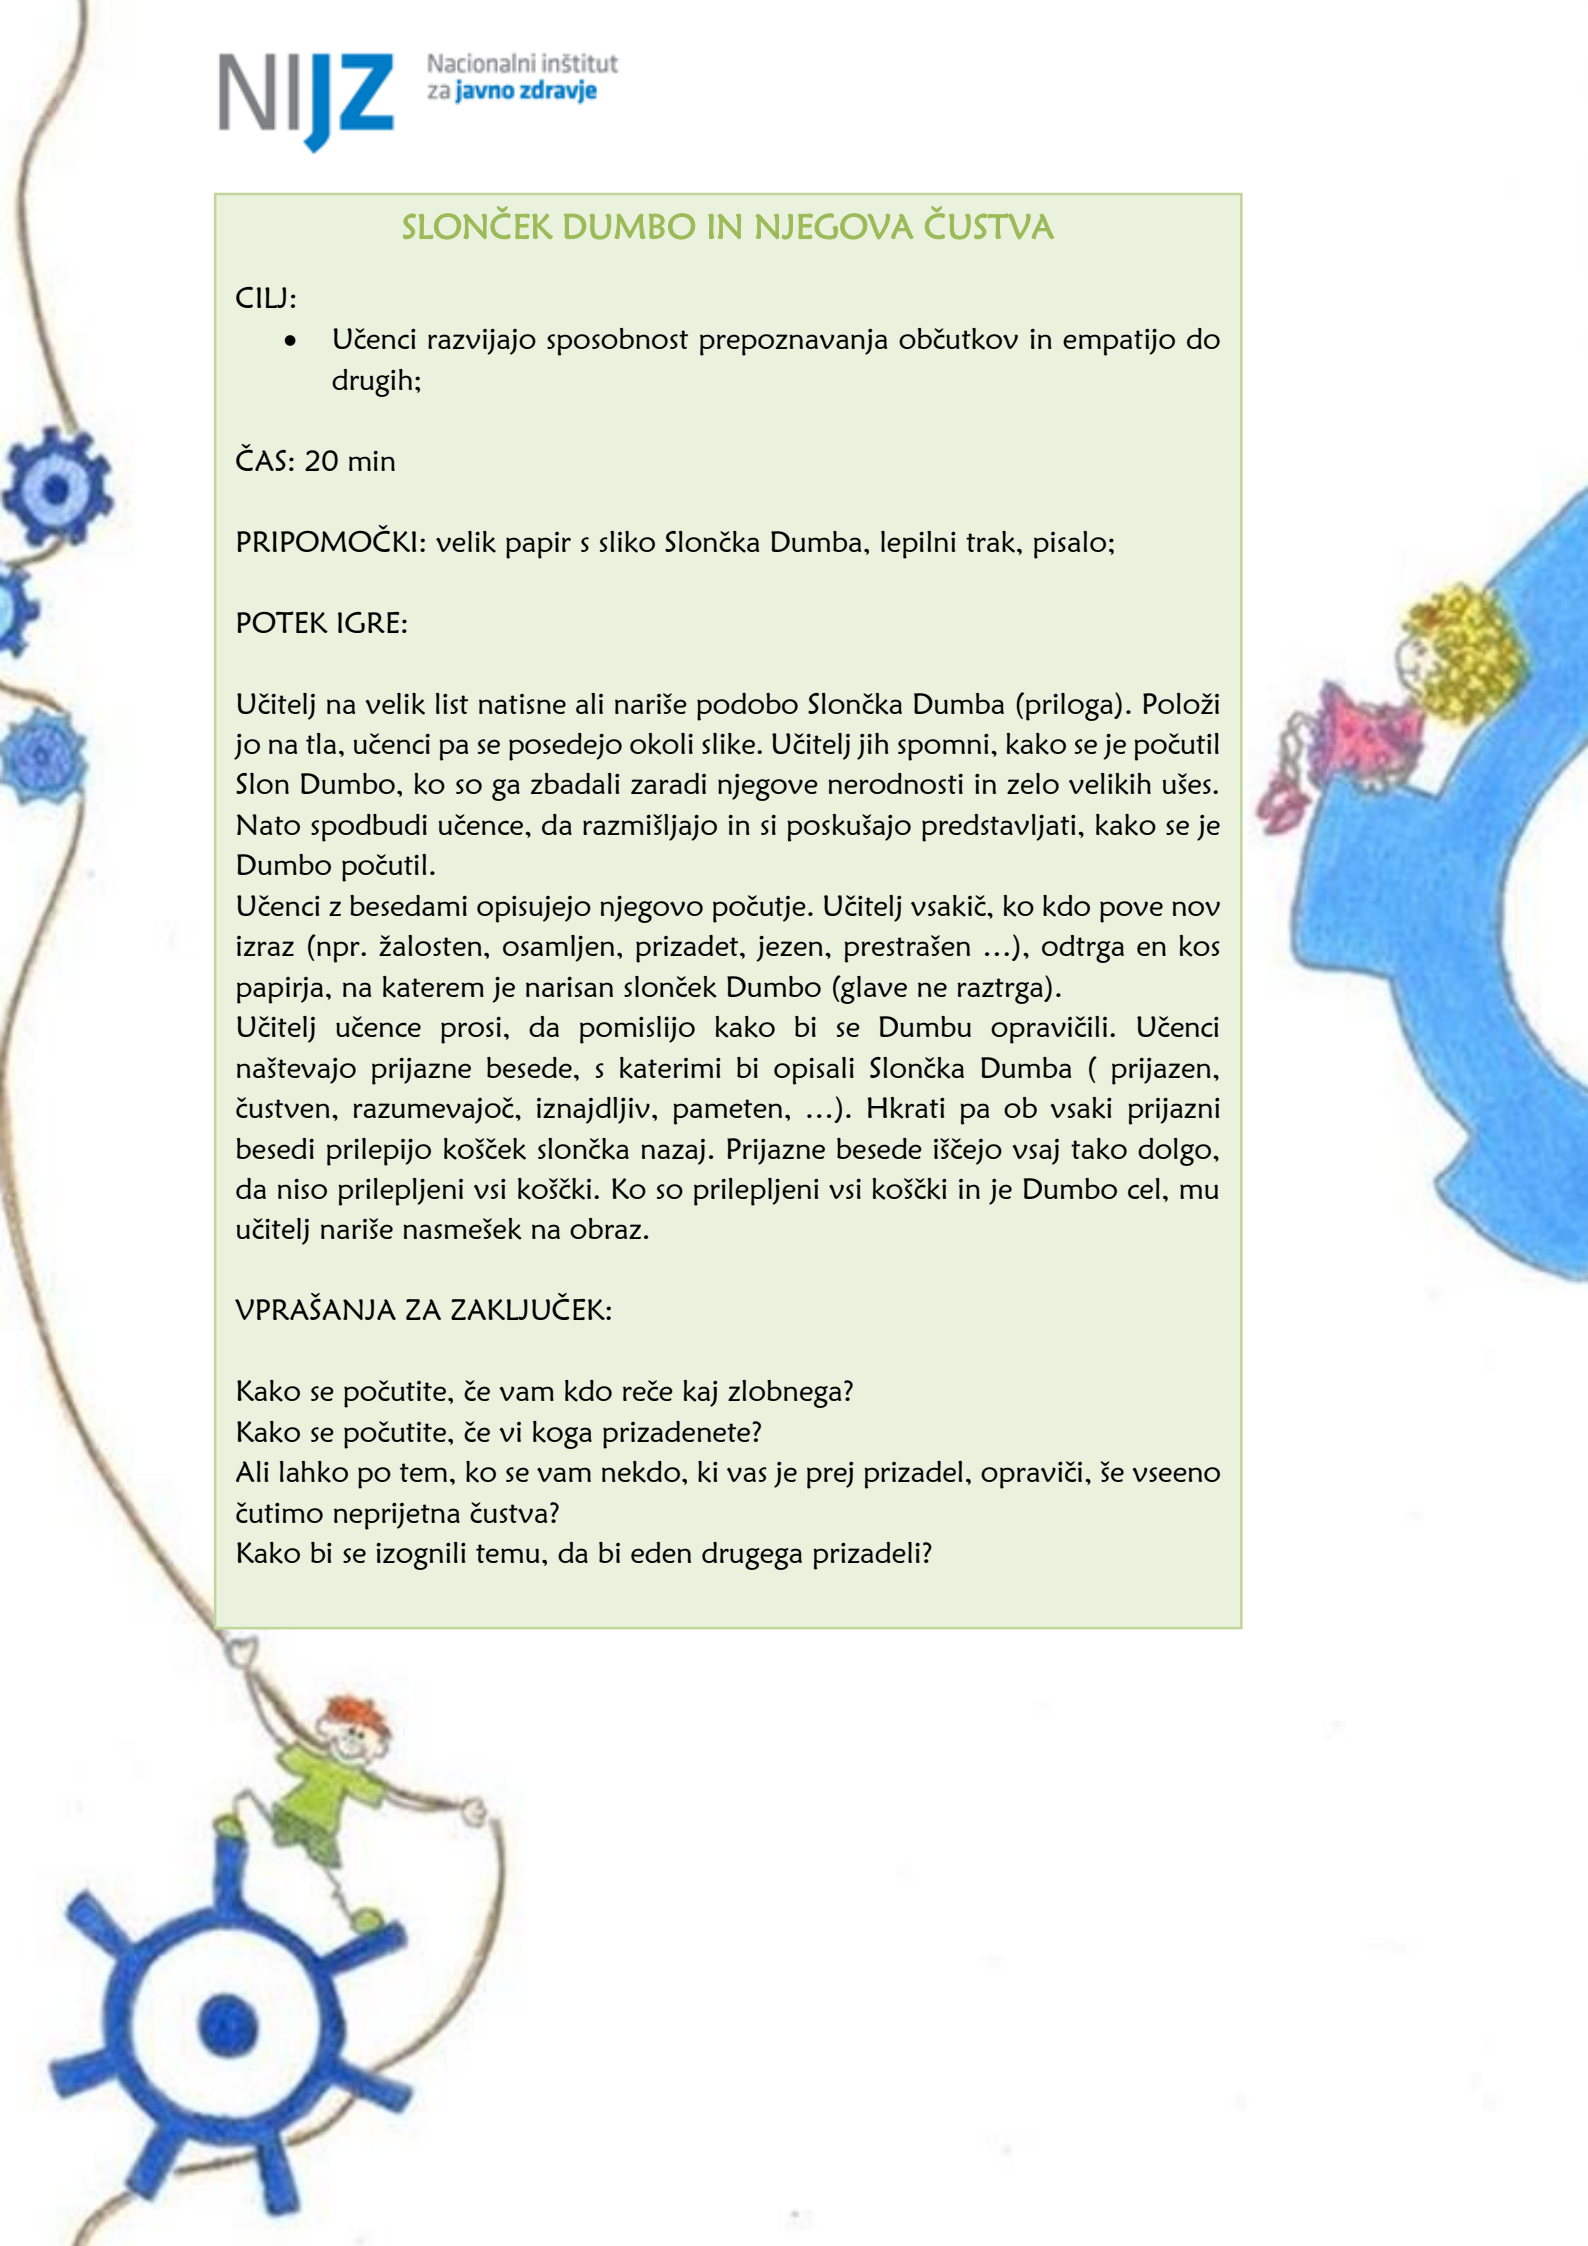 NIJZ
Nacionalni inštitut
za javno zdravje
SLONČEK DUMBO IN NJEGOVA ČUSTVA
CILJ:
• Učenci razvijajo sposobnost prepoznavanja občutkov in empatijo do
drugih;
ČAS: 20 min
PRIPOMOČKI: velik papir s sliko Slončka Dumba, lepilni trak, pisalo;
POTEK IGRE:
Učitelj na velik list natisne ali nariše podobo Slončka Dumba (priloga). Položi
jo na tla, učenci pa se posedejo okoli slike. Učitelj jih spomni, kako se je počutil
Slon Dumbo, ko so ga zbadali zaradi njegove nerodnosti in zelo velikih ušes.
Nato spodbudi učence, da razmišljajo in si poskušajo predstavljati, kako se je
Dumbo počutil.
Učenci z besedami opisujejo njegovo počutje. Učitelj vsakič, ko kdo pove nov
izraz (npr. žalosten, osamljen, prizadet, jezen, prestrašen …), odtrga en kos
papirja, na katerem je narisan slonček Dumbo (glave ne raztrga).
Učitelj učence prosi, da pomislijo kako bi se Dumbu opravičili. Učenci
naštevajo prijazne besede, s katerimi bi opisali Slončka Dumba ( prijazen,
čustven, razumevajoč, iznajdljiv, pameten, …). Hkrati pa ob vsaki prijazni
besedi prilepijo košček slončka nazaj. Prijazne besede iščejo vsaj tako dolgo,
da niso prilepljeni vsi koščki. Ko so prilepljeni vsi koščki in je Dumbo cel, mu
učitelj nariše nasmešek na obraz.
VPRAŠANJA ZA ZAKLJUČEK:
Kako se počutite, če vam kdo reče kaj zlobnega?
Kako se počutite, če vi koga prizadenete?
Ali lahko po tem, ko se vam nekdo, ki vas je prej prizadel, opraviči, še vseeno
čutimo neprijetna čustva?
Kako bi se izognili temu, da bi eden drugega prizadeli?